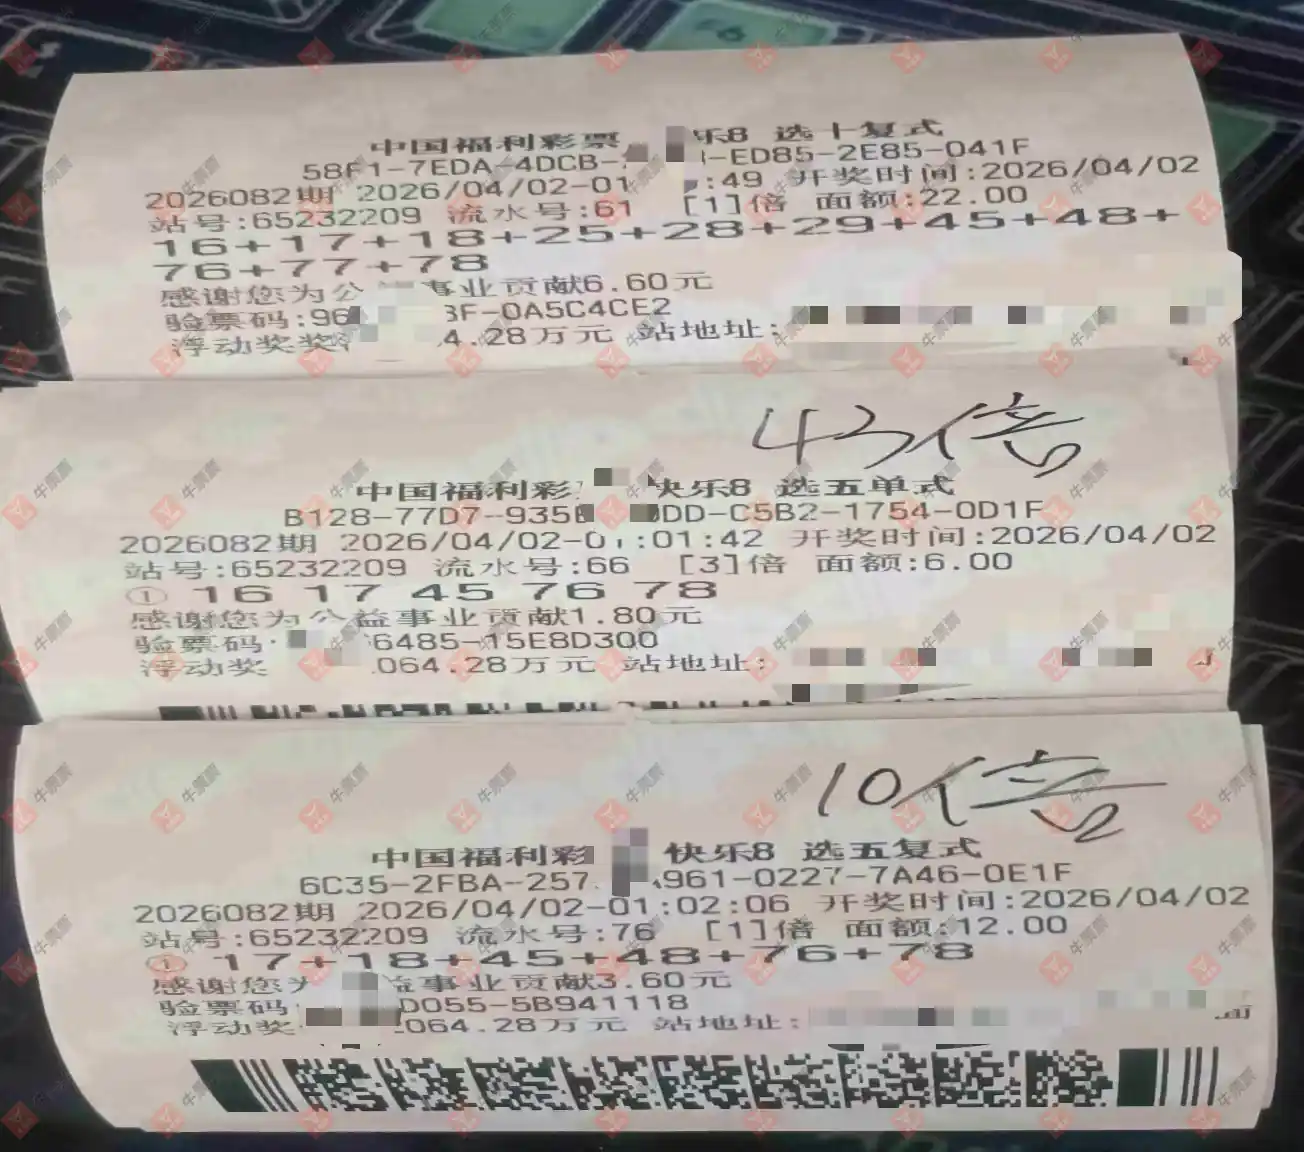 中国福利彩票 乐8 选十复式
58F1-7EDA-4DCB- -ED85-2E85-041F
2026082期 2026/04/02-01 :49 开奖时间:2026/04/02
站号:65232209 流水号:61 [1]倍 面额:22.00
16+17+18+25+28+29+45+48+
76+77+78
感谢您为公 事业贡献6.60元
验票码:96 3F-0A5C4CE2
浮动奖奖 4.28万元 站地址:
43倍
中国福利彩 快乐8 选五单式
B128-77D7-935 DD-C5B2-1754-0D1F
2026082期 2026/04/02-01:01:42 开奖时间:2026/04/02
站号:65232209 流水号:66 [3]倍 面额:6.00
① 16 17 45 76 78
感谢您为公益事业贡献1.80元
验票码: 6485-15E8D300
浮动奖 064.28万元 站地址:
10倍
中国福利彩 快乐8 选五复式
6C35-2FBA-257 961-0227-7A46-0E1F
2026082期 2026/04/02-01:02:06 开奖时间:2026/04/02
站号:65232209 流水号:76 [1]倍 面额:12.00
① 17+18+45+48+76+78
感谢您为 益事业贡献3.60元
验票码: D055-5B941118
浮动奖 064.28万元 站地址:
牛票票